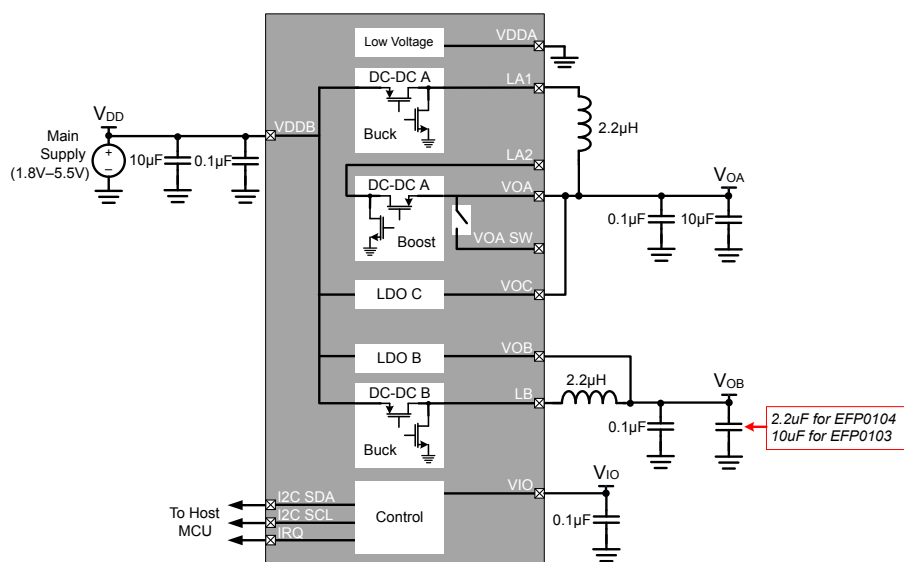 Low Voltage
VDDA
DC-DC A
LA1
Buck
2.2µH
VDD
VDDB
Main
Supply
(1.8V–5.5V)
10µF
0.1µF
LA2
DC-DC A
VOA
VOA
Boost
VOA SW
0.1µF
10µF
LDO C
VOC
LDO B
VOB
DC-DC B
LB
2.2µH
VOB
Buck
0.1µF
2.2uF for EFP0104
10uF for EFP0103
I2C SDA
I2C SCL
IRQ
To Host
MCU
Control
VIO
VIO
0.1µF